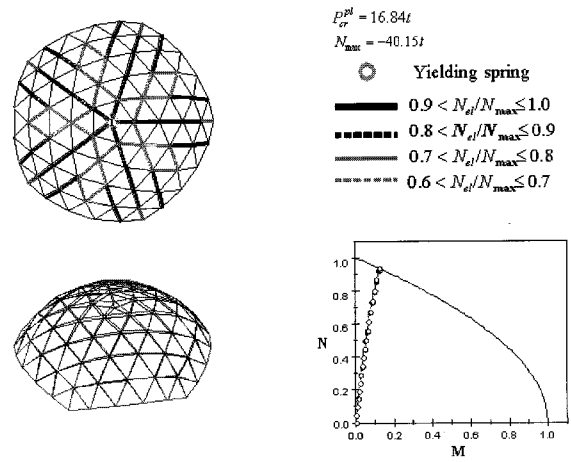 P_cr^pl = 16.84t
N_max = -40.15t
Yielding spring
0.9 < N_el/N_max ≤ 1.0
0.8 < N_el/N_max ≤ 0.9
0.7 < N_el/N_max ≤ 0.8
0.6 < N_el/N_max ≤ 0.7
1.0
0.8
0.6
N
0.4
0.2
0.0
0.0 0.2 0.4 0.6 0.8 1.0
M